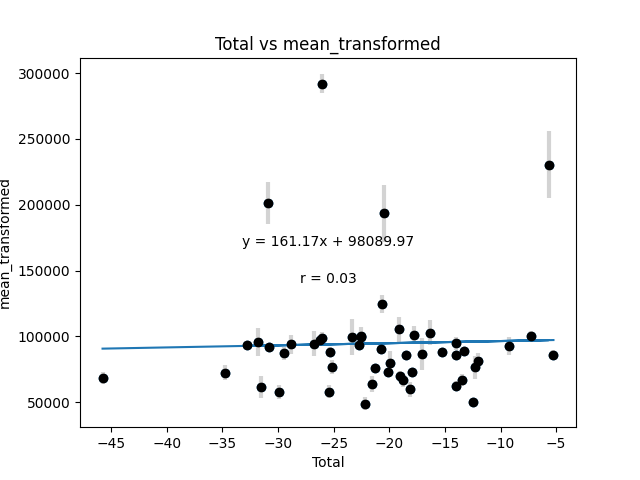 Total vs mean_transformed
300000
250000
200000
150000
100000
50000
mean_transformed
y = 161.17x + 98089.97
r = 0.03
−45 −40 −35 −30 −25 −20 −15 −10 −5
Total